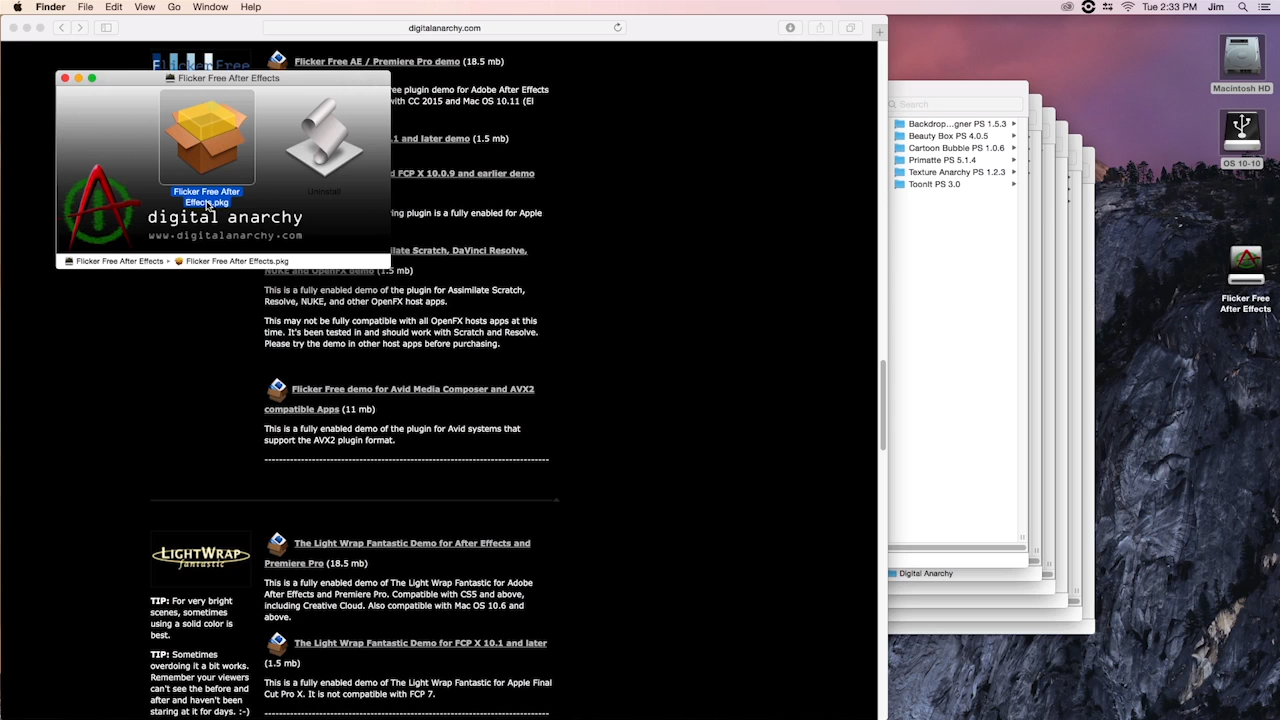 Finder File Edit View Go Window Help
Tue 2:33 PM Jim
digitalanarchy.com
FlickerFree
Flicker Free AE / Premiere Pro demo (18.5 mb)
Flicker Free After Effects
ee plugin demo for Adobe After Effects
with CC 2015 and Mac OS 10.11 (El
.1 and later demo (1.5 mb)
d FCP X 10.0.9 and earlier demo
Flicker Free After
Effects.pkg
Uninstall
ring plugin is a fully enabled for Apple
digital anarchy
www.digitalanarchy.com
ilate Scratch, DaVinci Resolve,
Flicker Free After Effects Flicker Free After Effects.pkg
NUKE and OpenFX demo (1.5 mb)
This is a fully enabled demo of the plugin for Assimilate Scratch,
Resolve, NUKE, and other OpenFX host apps.
This may not be fully compatible with all OpenFX hosts apps at this
time. It's been tested in and should work with Scratch and Resolve.
Please try the demo in other host apps before purchasing.
Flicker Free demo for Avid Media Composer and AVX2
compatible Apps (11 mb)
This is a fully enabled demo of the plugin for Avid systems that
support the AVX2 plugin format.
-------------------------------------------------------------------------------
LIGHTWRAP
fantastic
The Light Wrap Fantastic Demo for After Effects and
Premiere Pro (18.5 mb)
This is a fully enabled demo of The Light Wrap Fantastic for Adobe
After Effects and Premiere Pro. Compatible with CS5 and above,
including Creative Cloud. Also compatible with Mac OS 10.6 and
above.
The Light Wrap Fantastic Demo for FCP X 10.1 and later
(1.5 mb)
This is a fully enabled demo of The Light Wrap Fantastic for Apple Final
Cut Pro X. It is not compatible with FCP 7.
-------------------------------------------------------------------------------
TIP: For very bright
scenes, sometimes
using a solid color is
best.
TIP: Sometimes
overdoing it a bit works.
Remember your viewers
can't see the before and
after and haven't been
staring at it for days. :-)
Search
Backdrop...gner PS 1.5.3
Beauty Box PS 4.0.5
Cartoon Bubble PS 1.0.6
Primatte PS 5.1.4
Texture Anarchy PS 1.2.3
ToonIt PS 3.0
Digital Anarchy
Macintosh HD
OS 10-10
Flicker Free
After Effects